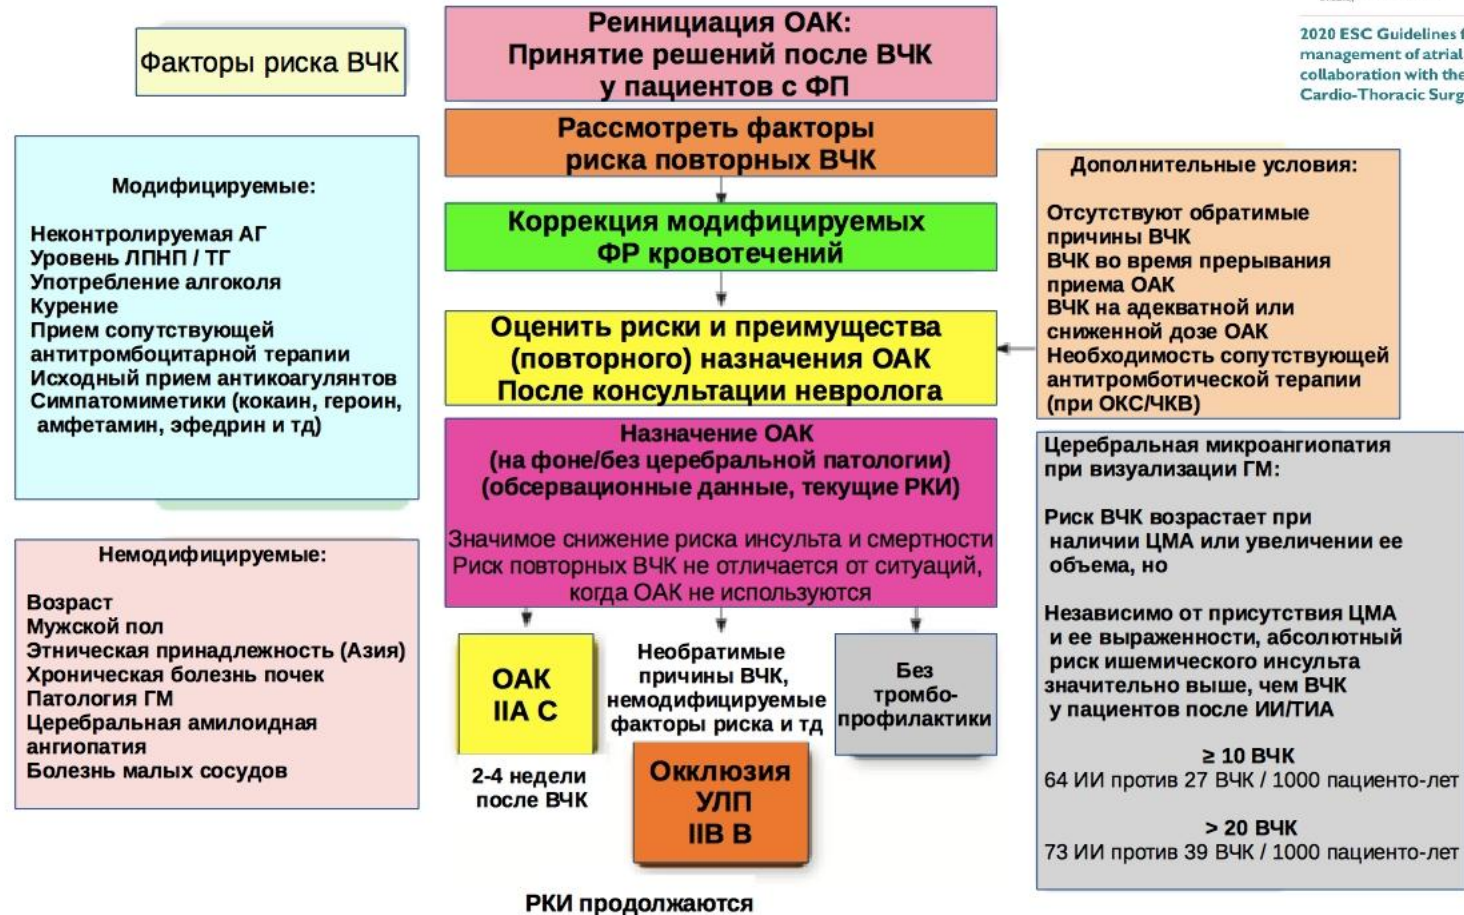 Факторы риска ВЧК
Реинициация ОАК:
Принятие решений после ВЧК
у пациентов с ФП
2020 ESC Guidelines f
management of atrial
collaboration with the
Cardio-Thoracic Surg
Рассмотреть факторы
риска повторных ВЧК
Коррекция модифицируемых
ФР кровотечений
Оценить риски и преимущества
(повторного) назначения ОАК
После консультации невролога
Назначение ОАК
(на фоне/без церебральной патологии)
(обсервационные данные, текущие РКИ)
Значимое снижение риска инсульта и смертности
Риск повторных ВЧК не отличается от ситуаций,
когда ОАК не используются
Модифицируемые:
Неконтролируемая АГ
Уровень ЛПНП / ТГ
Употребление алгоколя
Курение
Прием сопутствующей
антитромбоцитарной терапии
Исходный прием антикоагулянтов
Симпатомиметики (кокаин, героин,
амфетамин, эфедрин и тд)
Немодифицируемые:
Возраст
Мужской пол
Этническая принадлежность (Азия)
Хроническая болезнь почек
Патология ГМ
Церебральная амилоидная
ангиопатия
Болезнь малых сосудов
Дополнительные условия:
Отсутствуют обратимые
причины ВЧК
ВЧК во время прерывания
приема ОАК
ВЧК на адекватной или
сниженной дозе ОАК
Необходимость сопутствующей
антитромботической терапии
(при ОКС/ЧКВ)
Церебральная микроангиопатия
при визуализации ГМ:
Риск ВЧК возрастает при
наличии ЦМА или увеличении ее
объема, но
Независимо от присутствия ЦМА
и ее выраженности, абсолютный
риск ишемического инсульта
значительно выше, чем ВЧК
у пациентов после ИИ/ТИА
≥ 10 ВЧК
64 ИИ против 27 ВЧК / 1000 пациенто-лет
> 20 ВЧК
73 ИИ против 39 ВЧК / 1000 пациенто-лет
ОАК
IIA C
2-4 недели
после ВЧК
Необратимые
причины ВЧК,
немодифицируемые
факторы риска и тд
Окклюзия
УЛП
IIB B
Без
тромбо-
профилактики
РКИ продолжаются